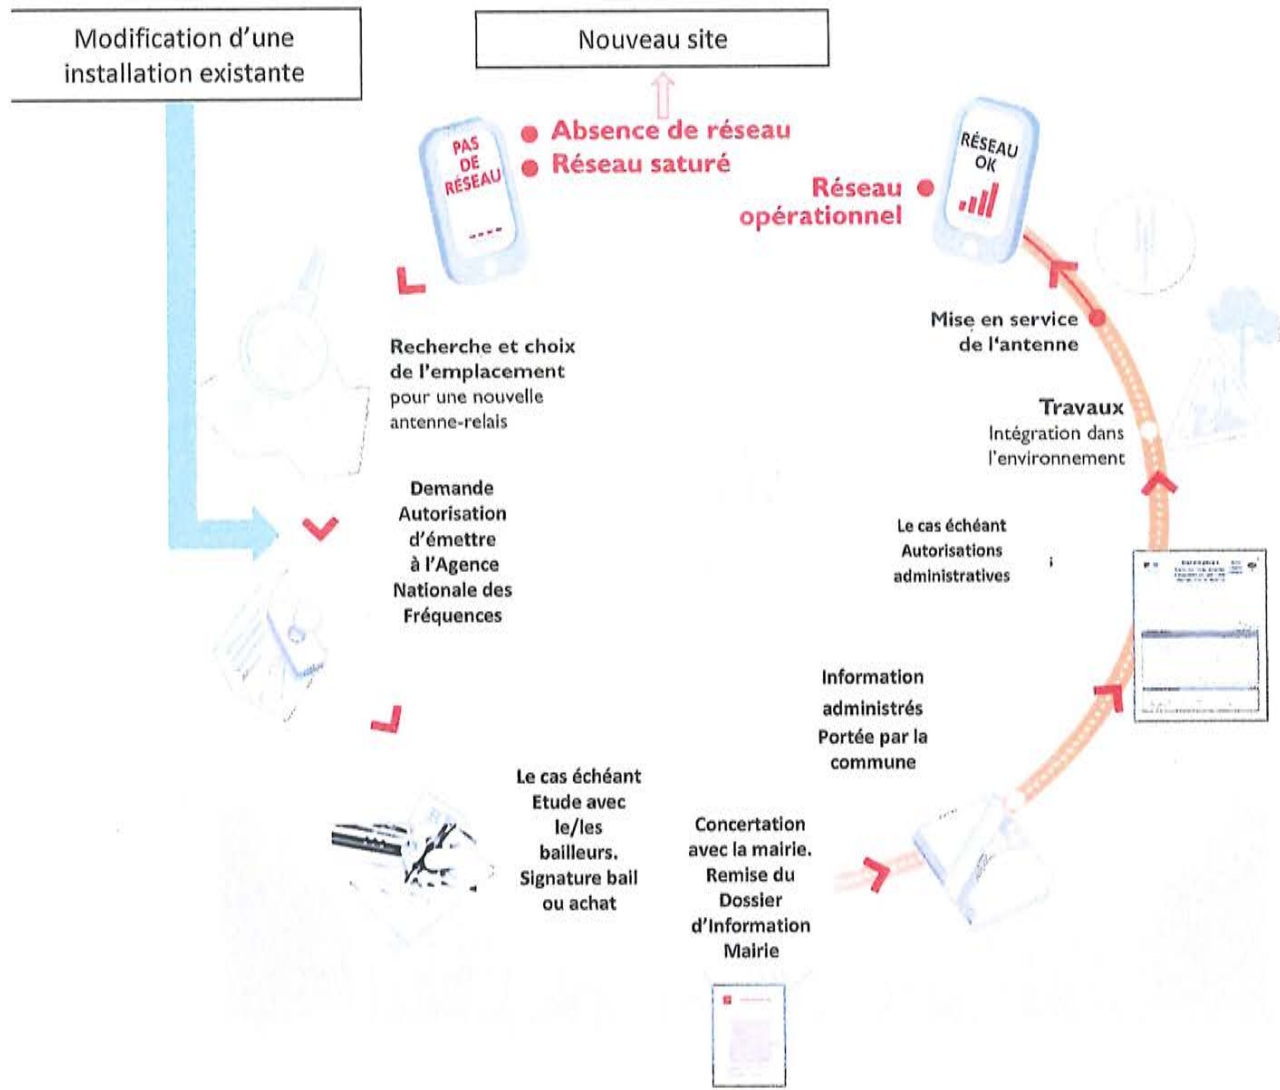 Modification d'une
installation existante
Nouveau site
PAS
DE
RÉSEAU
Absence de réseau
Réseau saturé
RÉSEAU
OK
Réseau
opérationnel
Recherche et choix
de l'emplacement
pour une nouvelle
antenne-relais
Demande
Autorisation
d'émettre
à l'Agence
Nationale des
Fréquences
Le cas échéant
Etude avec
le/les
bailleurs.
Signature bail
ou achat
Concertation
avec la mairie.
Remise du
Dossier
d'Information
Mairie
Information
administrés
Portée par la
commune
Le cas échéant
Autorisations
administratives
Travaux
Intégration dans
l'environnement
Mise en service
de l'antenne